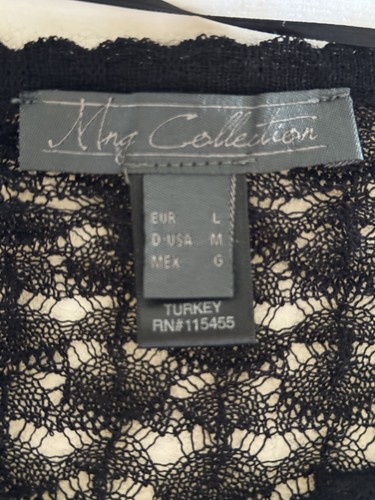 Mng Collection
EUR L
D-USA M
MEX G
TURKEY
RN#115455